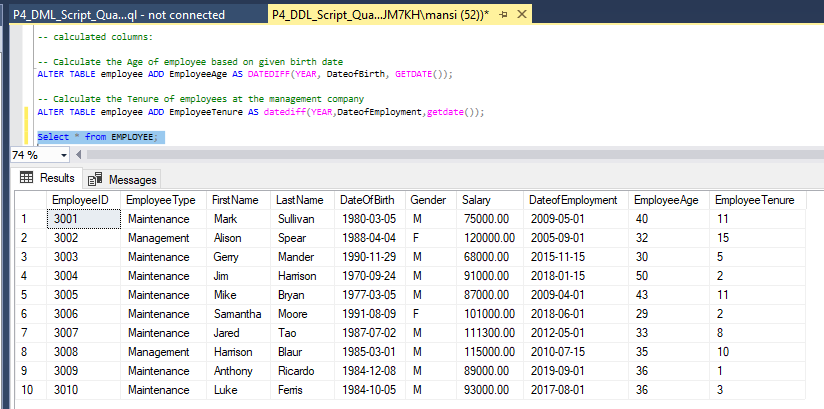 P4_DML_Script_Qua...ql - not connected
P4_DDL_Script_Qua...JM7KH\mansi (52))*
-- calculated columns:
-- Calculate the Age of employee based on given birth date
ALTER TABLE employee ADD EmployeeAge AS DATEDIFF(YEAR, DateofBirth, GETDATE());
-- Calculate the Tenure of employees at the management company
ALTER TABLE employee ADD EmployeeTenure AS datediff(YEAR,DateofEmployment,getdate());
Select * from EMPLOYEE;
74 %
Results Messages
EmployeeID EmployeeType FirstName LastName DateOfBirth Gender Salary DateofEmployment EmployeeAge EmployeeTenure
1 3001 Maintenance Mark Sullivan 1980-03-05 M 75000.00 2009-05-01 40 11
2 3002 Management Alison Spear 1988-04-04 F 120000.00 2005-09-01 32 15
3 3003 Maintenance Gerry Mander 1990-11-29 M 68000.00 2015-11-15 30 5
4 3004 Maintenance Jim Harrison 1970-09-24 M 91000.00 2018-01-15 50 2
5 3005 Maintenance Mike Bryan 1977-03-05 M 87000.00 2009-04-01 43 11
6 3006 Maintenance Samantha Moore 1991-08-09 F 101000.00 2018-06-01 29 2
7 3007 Maintenance Jared Tao 1987-07-02 M 111300.00 2012-05-01 33 8
8 3008 Management Harrison Blaur 1985-03-01 M 115000.00 2010-07-15 35 10
9 3009 Maintenance Anthony Ricardo 1984-12-08 M 89000.00 2019-09-01 36 1
10 3010 Maintenance Luke Ferris 1984-10-05 M 93000.00 2017-08-01 36 3